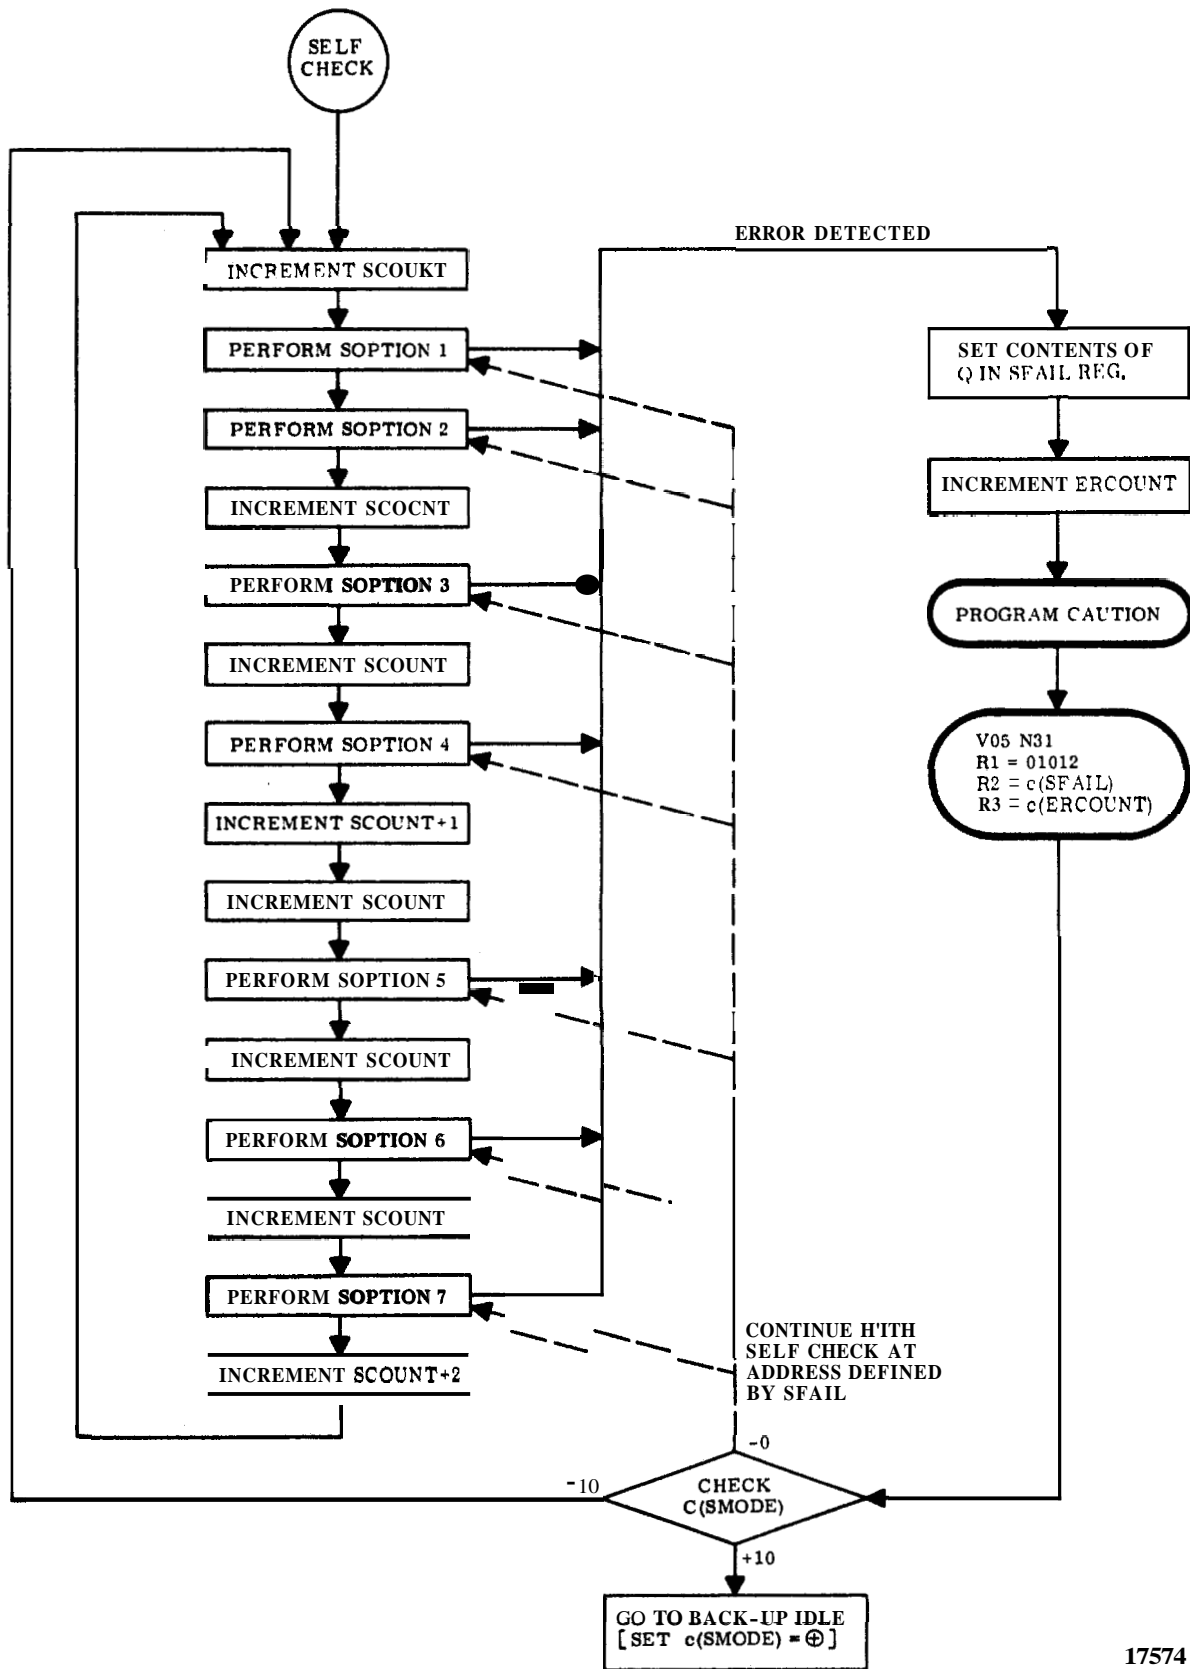 SELF
CHECK
INCREMENT SCOUKT
PERFORM SOPTION 1
PERFORM SOPTION 2
INCREMENT SCOCNT
PERFORM SOPTION 3
INCREMENT SCOUNT
PERFORM SOPTION 4
INCREMENT SCOUNT+1
INCREMENT SCOUNT
PERFORM SOPTION 5
INCREMENT SCOUNT
PERFORM SOPTION 6
INCREMENT SCOUNT
PERFORM SOPTION 7
INCREMENT SCOUNT+2
ERROR DETECTED
SET CONTENTS OF
Q IN SFAIL REG.
INCREMENT ERCOUNT
PROGRAM CAUTION
V05 N31
R1 = 01012
R2 = c(SFAIL)
R3 = c(ERCOUNT)
CONTINUE H'ITH
SELF CHECK AT
ADDRESS DEFINED
BY SFAIL
-0
-10
CHECK
C(SMODE)
+10
GO TO BACK-UP IDLE
[SET c(SMODE) = ⊕]
17574